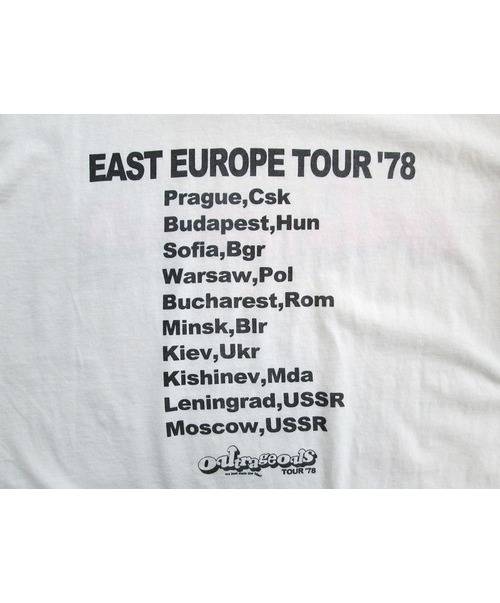 EAST EUROPE TOUR '78
Prague,Csk
Budapest,Hun
Sofia,Bgr
Warsaw,Pol
Bucharest,Rom
Minsk,Blr
Kiev,Ukr
Kishinev,Mda
Leningrad,USSR
Moscow,USSR
Outrageous
TOUR '78